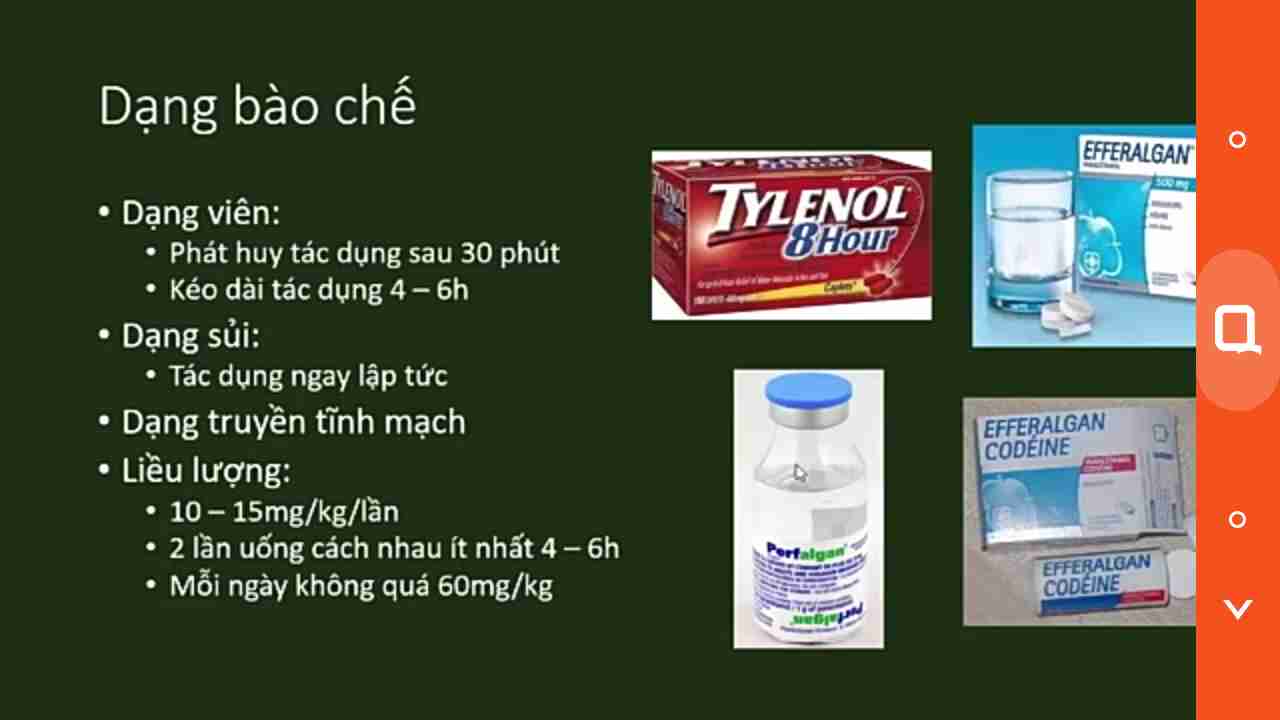 Dạng bào chế
• Dạng viên:
• Phát huy tác dụng sau 30 phút
• Kéo dài tác dụng 4 – 6h
• Dạng sủi:
• Tác dụng ngay lập tức
• Dạng truyền tĩnh mạch
• Liều lượng:
• 10 – 15mg/kg/lần
• 2 lần uống cách nhau ít nhất 4 – 6h
• Mỗi ngày không quá 60mg/kg
TYLENOL
8 Hour
Caplets
EFFERALGAN
500 mg
Perfalgan
Perfalgan
EFFERALGAN
CODÉINE
EFFERALGAN
CODÉINE